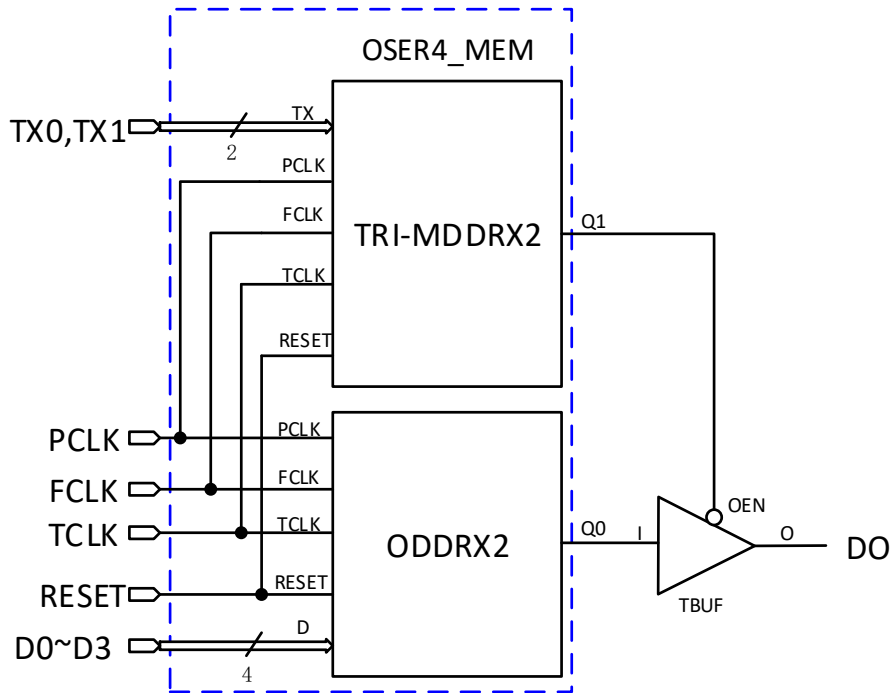 OSER4_MEM
TX0,TX1
2
TX
PCLK
FCLK
TCLK
RESET
TRI-MDDRX2
Q1
PCLK
FCLK
TCLK
RESET
D0~D3
4
PCLK
FCLK
TCLK
RESET
D
ODDRX2
Q0
I
OEN
O
DO
TBUF